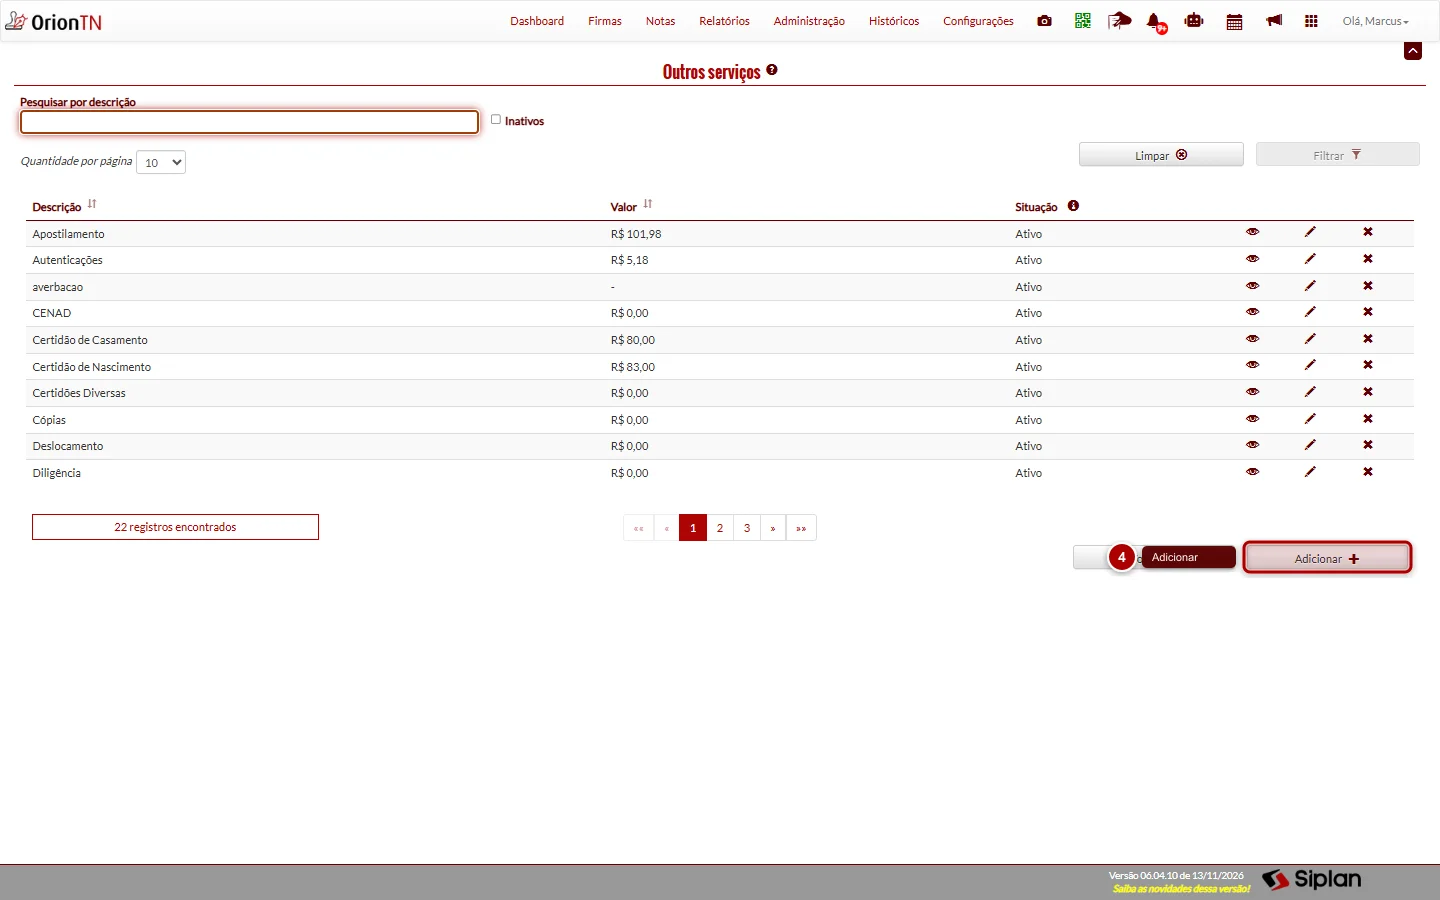 OrionTN
Dashboard Firmas Notas Relatórios Administração Históricos Configurações 9+ Olá, Marcus
Outros serviços ?
Pesquisar por descrição
Inativos
Quantidade por página 10
Limpar
Filtrar
Descrição Valor Situação
Apostilamento R$ 101,98 Ativo
Autenticações R$ 5,18 Ativo
averbacao - Ativo
CENAD R$ 0,00 Ativo
Certidão de Casamento R$ 80,00 Ativo
Certidão de Nascimento R$ 83,00 Ativo
Certidões Diversas R$ 0,00 Ativo
Cópias R$ 0,00 Ativo
Deslocamento R$ 0,00 Ativo
Diligência R$ 0,00 Ativo
22 registros encontrados
«« « 1 2 3 » »»
4 Adicionar
Adicionar +
Versão 06.04.10 de 13/11/2026
Saiba as novidades dessa versão!
Siplan